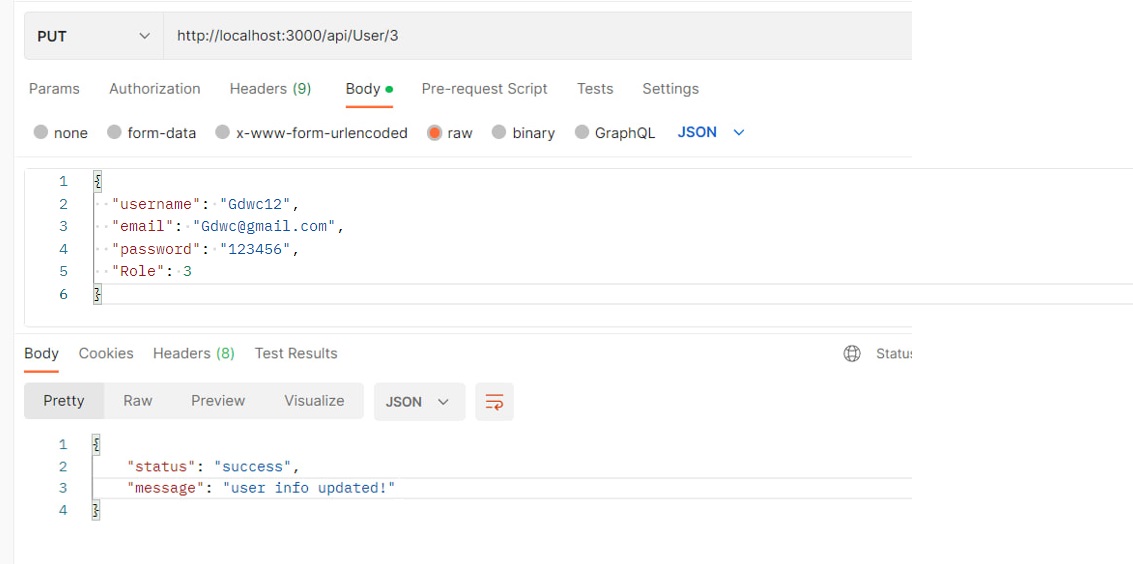 PUT http://localhost:3000/api/User/3
Params Authorization Headers (9) Body Pre-request Script Tests Settings
none form-data x-www-form-urlencoded raw binary GraphQL JSON
1 {
2 "username": "Gdwc12",
3 "email": "Gdwc@gmail.com",
4 "password": "123456",
5 "Role": 3
6 }
Body Cookies Headers (8) Test Results Status
Pretty Raw Preview Visualize JSON
1 {
2 "status": "success",
3 "message": "user info updated!"
4 }